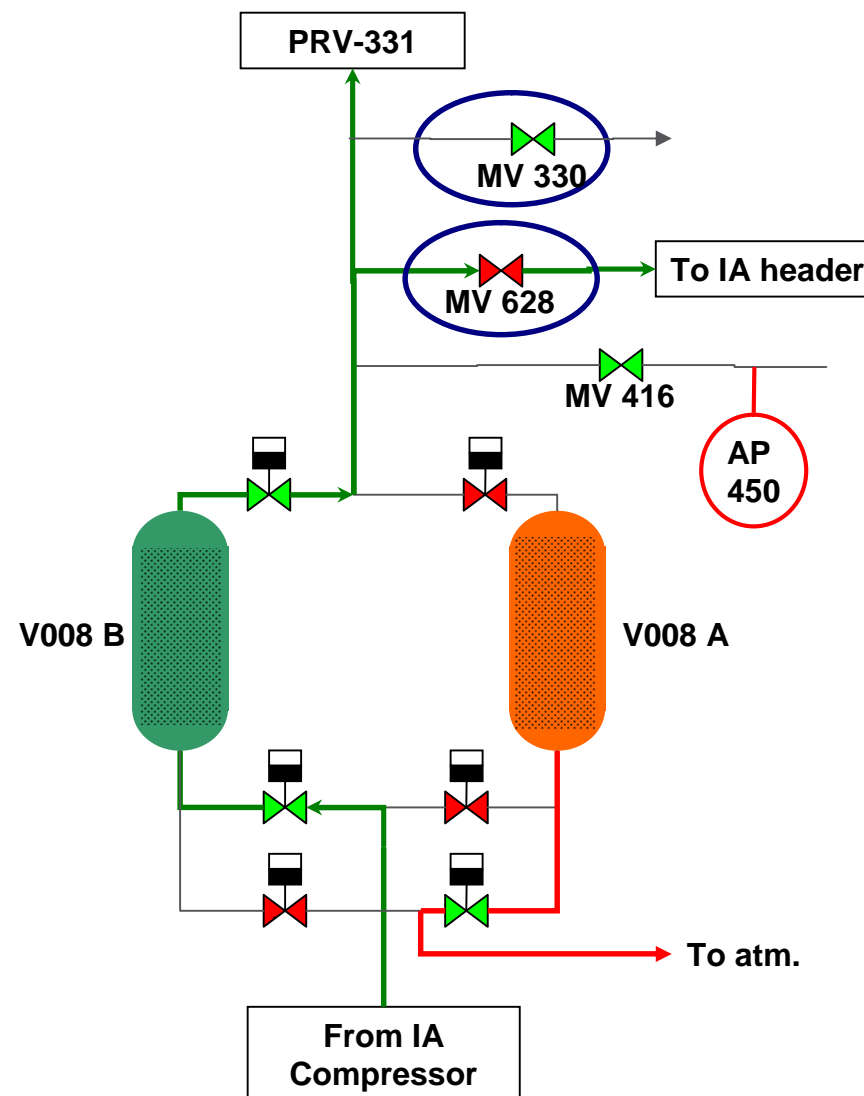 PRV-331
MV 330
To IA header
MV 628
MV 416
AP
450
V008 B
V008 A
To atm.
From IA
Compressor